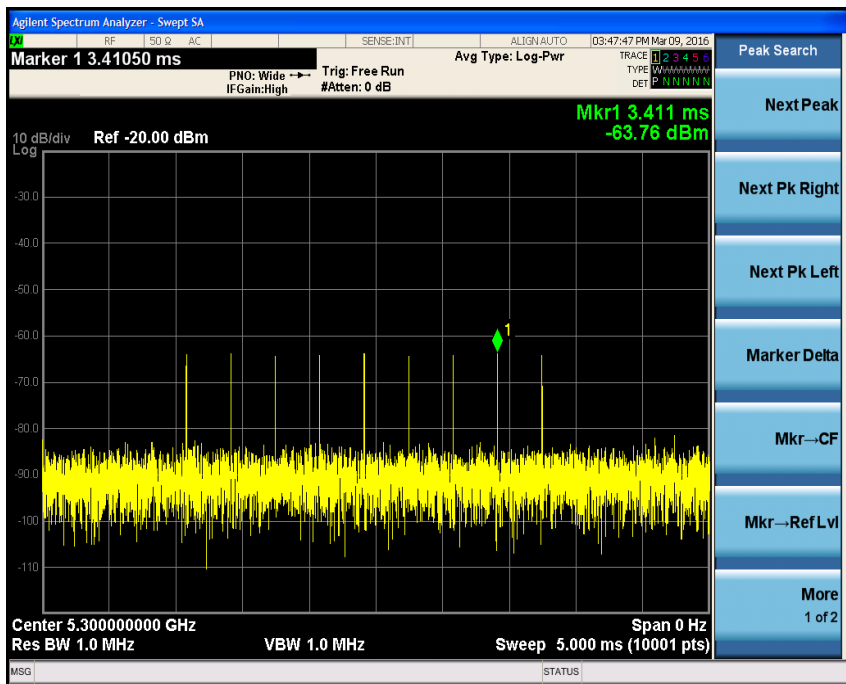 Agilent Spectrum Analyzer - Swept SA
LXI RF 50 Ω AC SENSE:INT ALIGN AUTO 03:47:47 PM Mar 09, 2016
Marker 1 3.41050 ms
PNO: Wide
IFGain:High
Trig: Free Run
#Atten: 0 dB
Avg Type: Log-Pwr
TRACE 1 2 3 4 5 6
TYPE WWWWWW
DET P N N N N N
Peak Search
Mkr1 3.411 ms
-63.76 dBm
10 dB/div Ref -20.00 dBm
Log
-30.0
-40.0
-50.0
-60.0
-70.0
-80.0
-90.0
-100
-110
1
Next Peak
Next Pk Right
Next Pk Left
Marker Delta
Mkr→CF
Mkr→Ref Lvl
More
1 of 2
Center 5.300000000 GHz Span 0 Hz
Res BW 1.0 MHz VBW 1.0 MHz Sweep 5.000 ms (10001 pts)
MSG STATUS